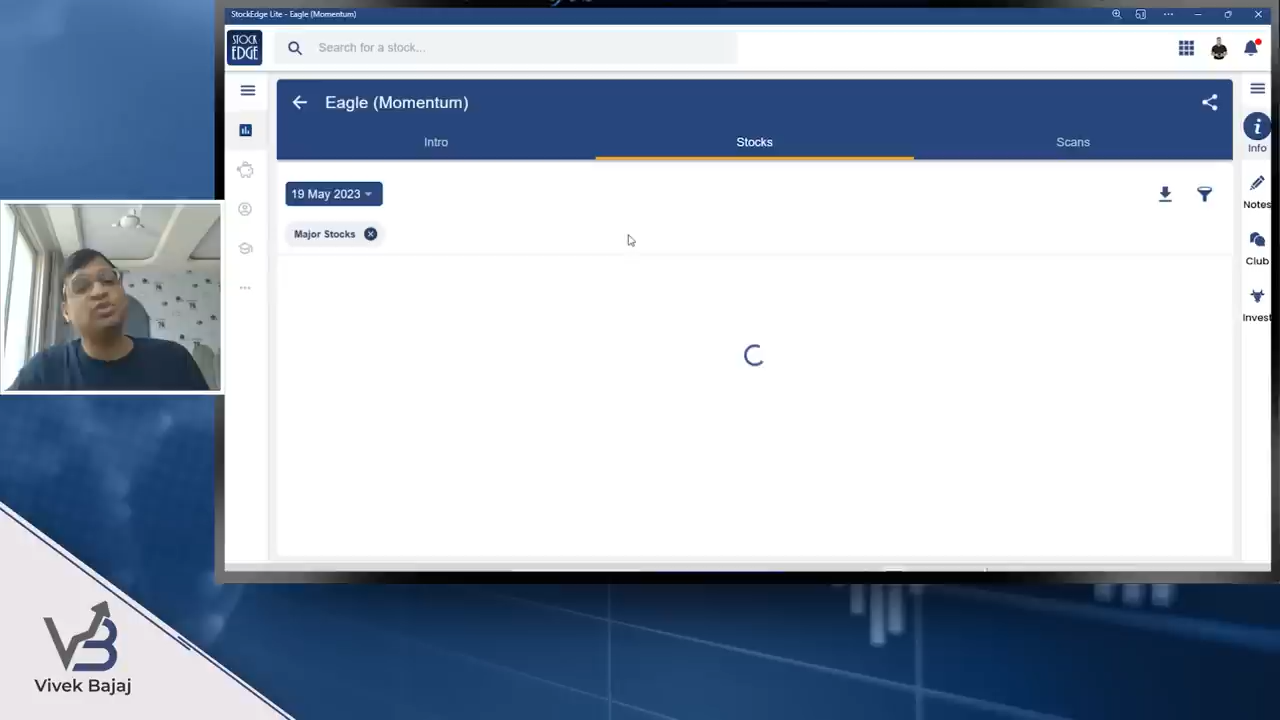 StockEdge Lite - Eagle (Momentum)
STOCK
EDGE
Search for a stock...
Eagle (Momentum)
Intro
Stocks
Scans
Info
19 May 2023
Notes
Major Stocks
Club
Invest
VB
Vivek Bajaj